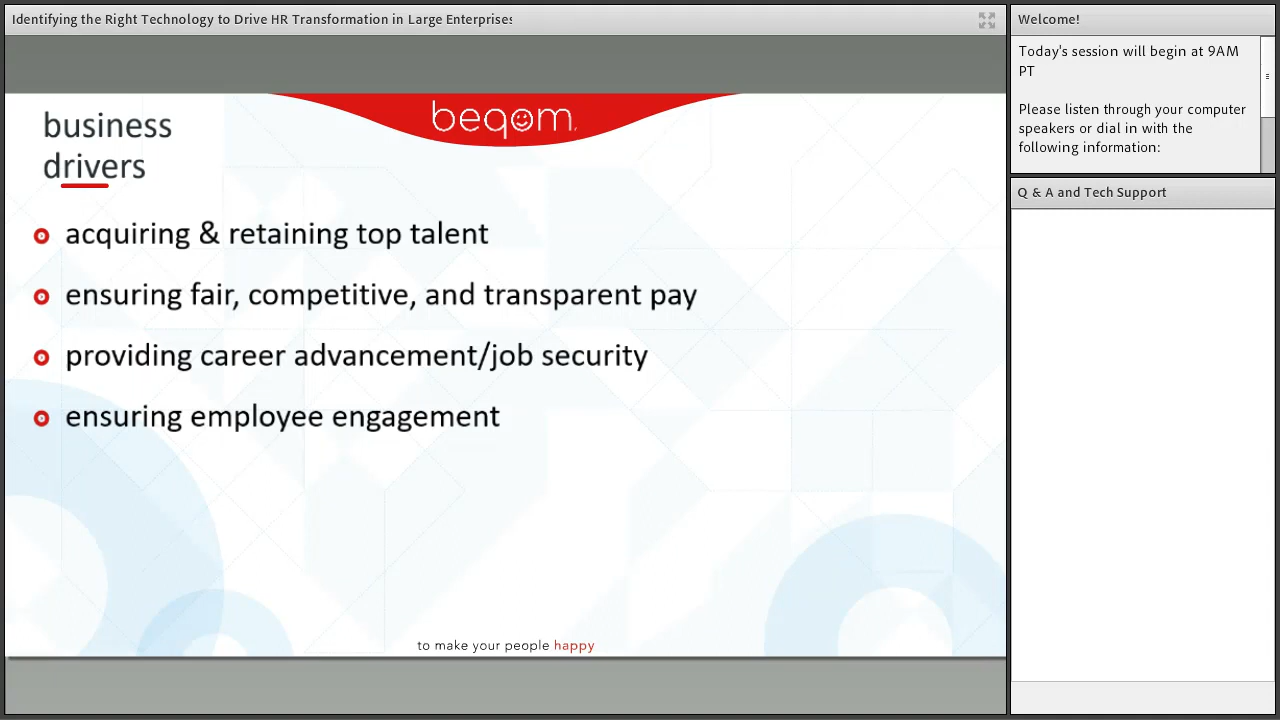 Identifying the Right Technology to Drive HR Transformation in Large Enterprises
Welcome!
Today's session will begin at 9AM
PT
Please listen through your computer
speakers or dial in with the
following information:
Q & A and Tech Support
beqom.
business
drivers
acquiring & retaining top talent
ensuring fair, competitive, and transparent pay
providing career advancement/job security
ensuring employee engagement
to make your people happy